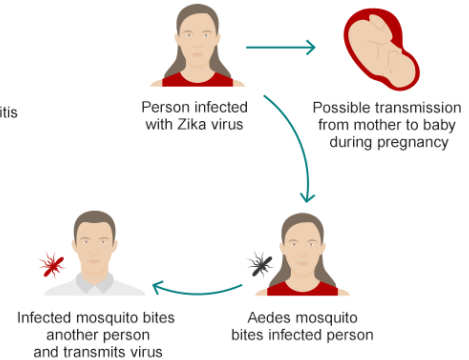 itis
Person infected
with Zika virus
Possible transmission
from mother to baby
during pregnancy
Infected mosquito bites
another person
and transmits virus
Aedes mosquito
bites infected person